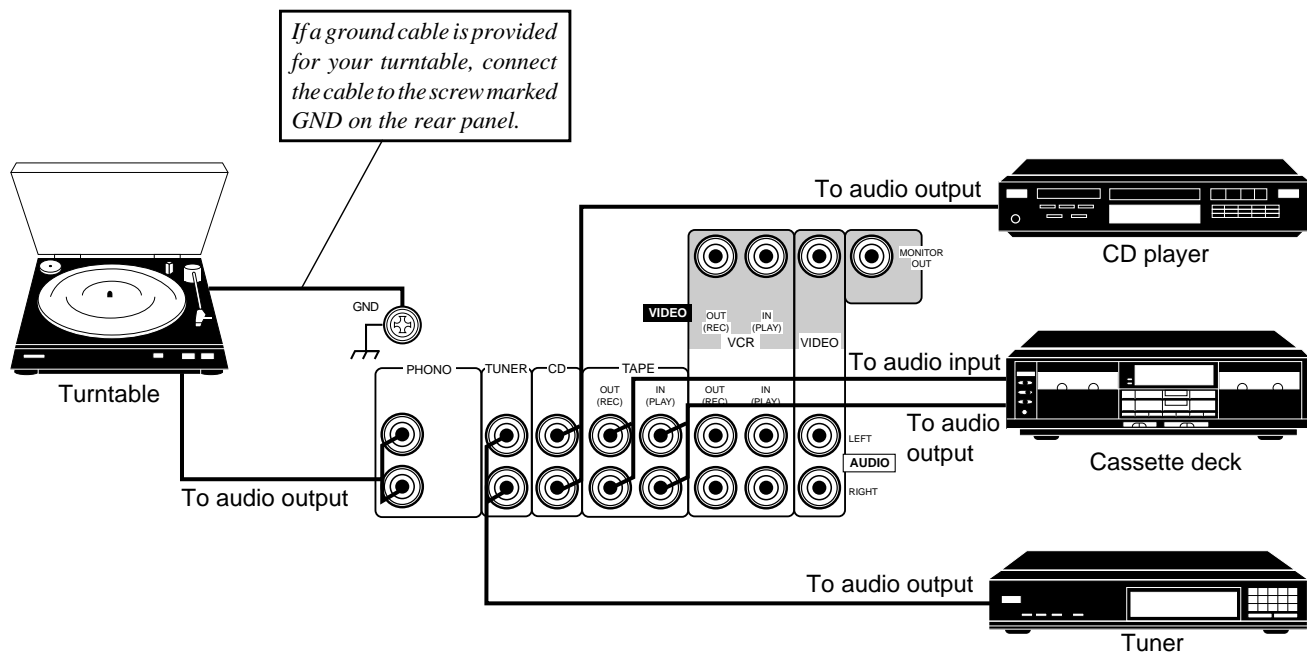 If a ground cable is provided
for your turntable, connect
the cable to the screw marked
GND on the rear panel.
To audio output
CD player
MONITOR
OUT
GND
VIDEO
OUT
(REC)
IN
(PLAY)
VCR
VIDEO
Turntable
PHONO
TUNER
CD
TAPE
OUT
(REC)
IN
(PLAY)
OUT
(REC)
IN
(PLAY)
To audio input
To audio
output
Cassette deck
LEFT
AUDIO
RIGHT
To audio output
To audio output
Tuner